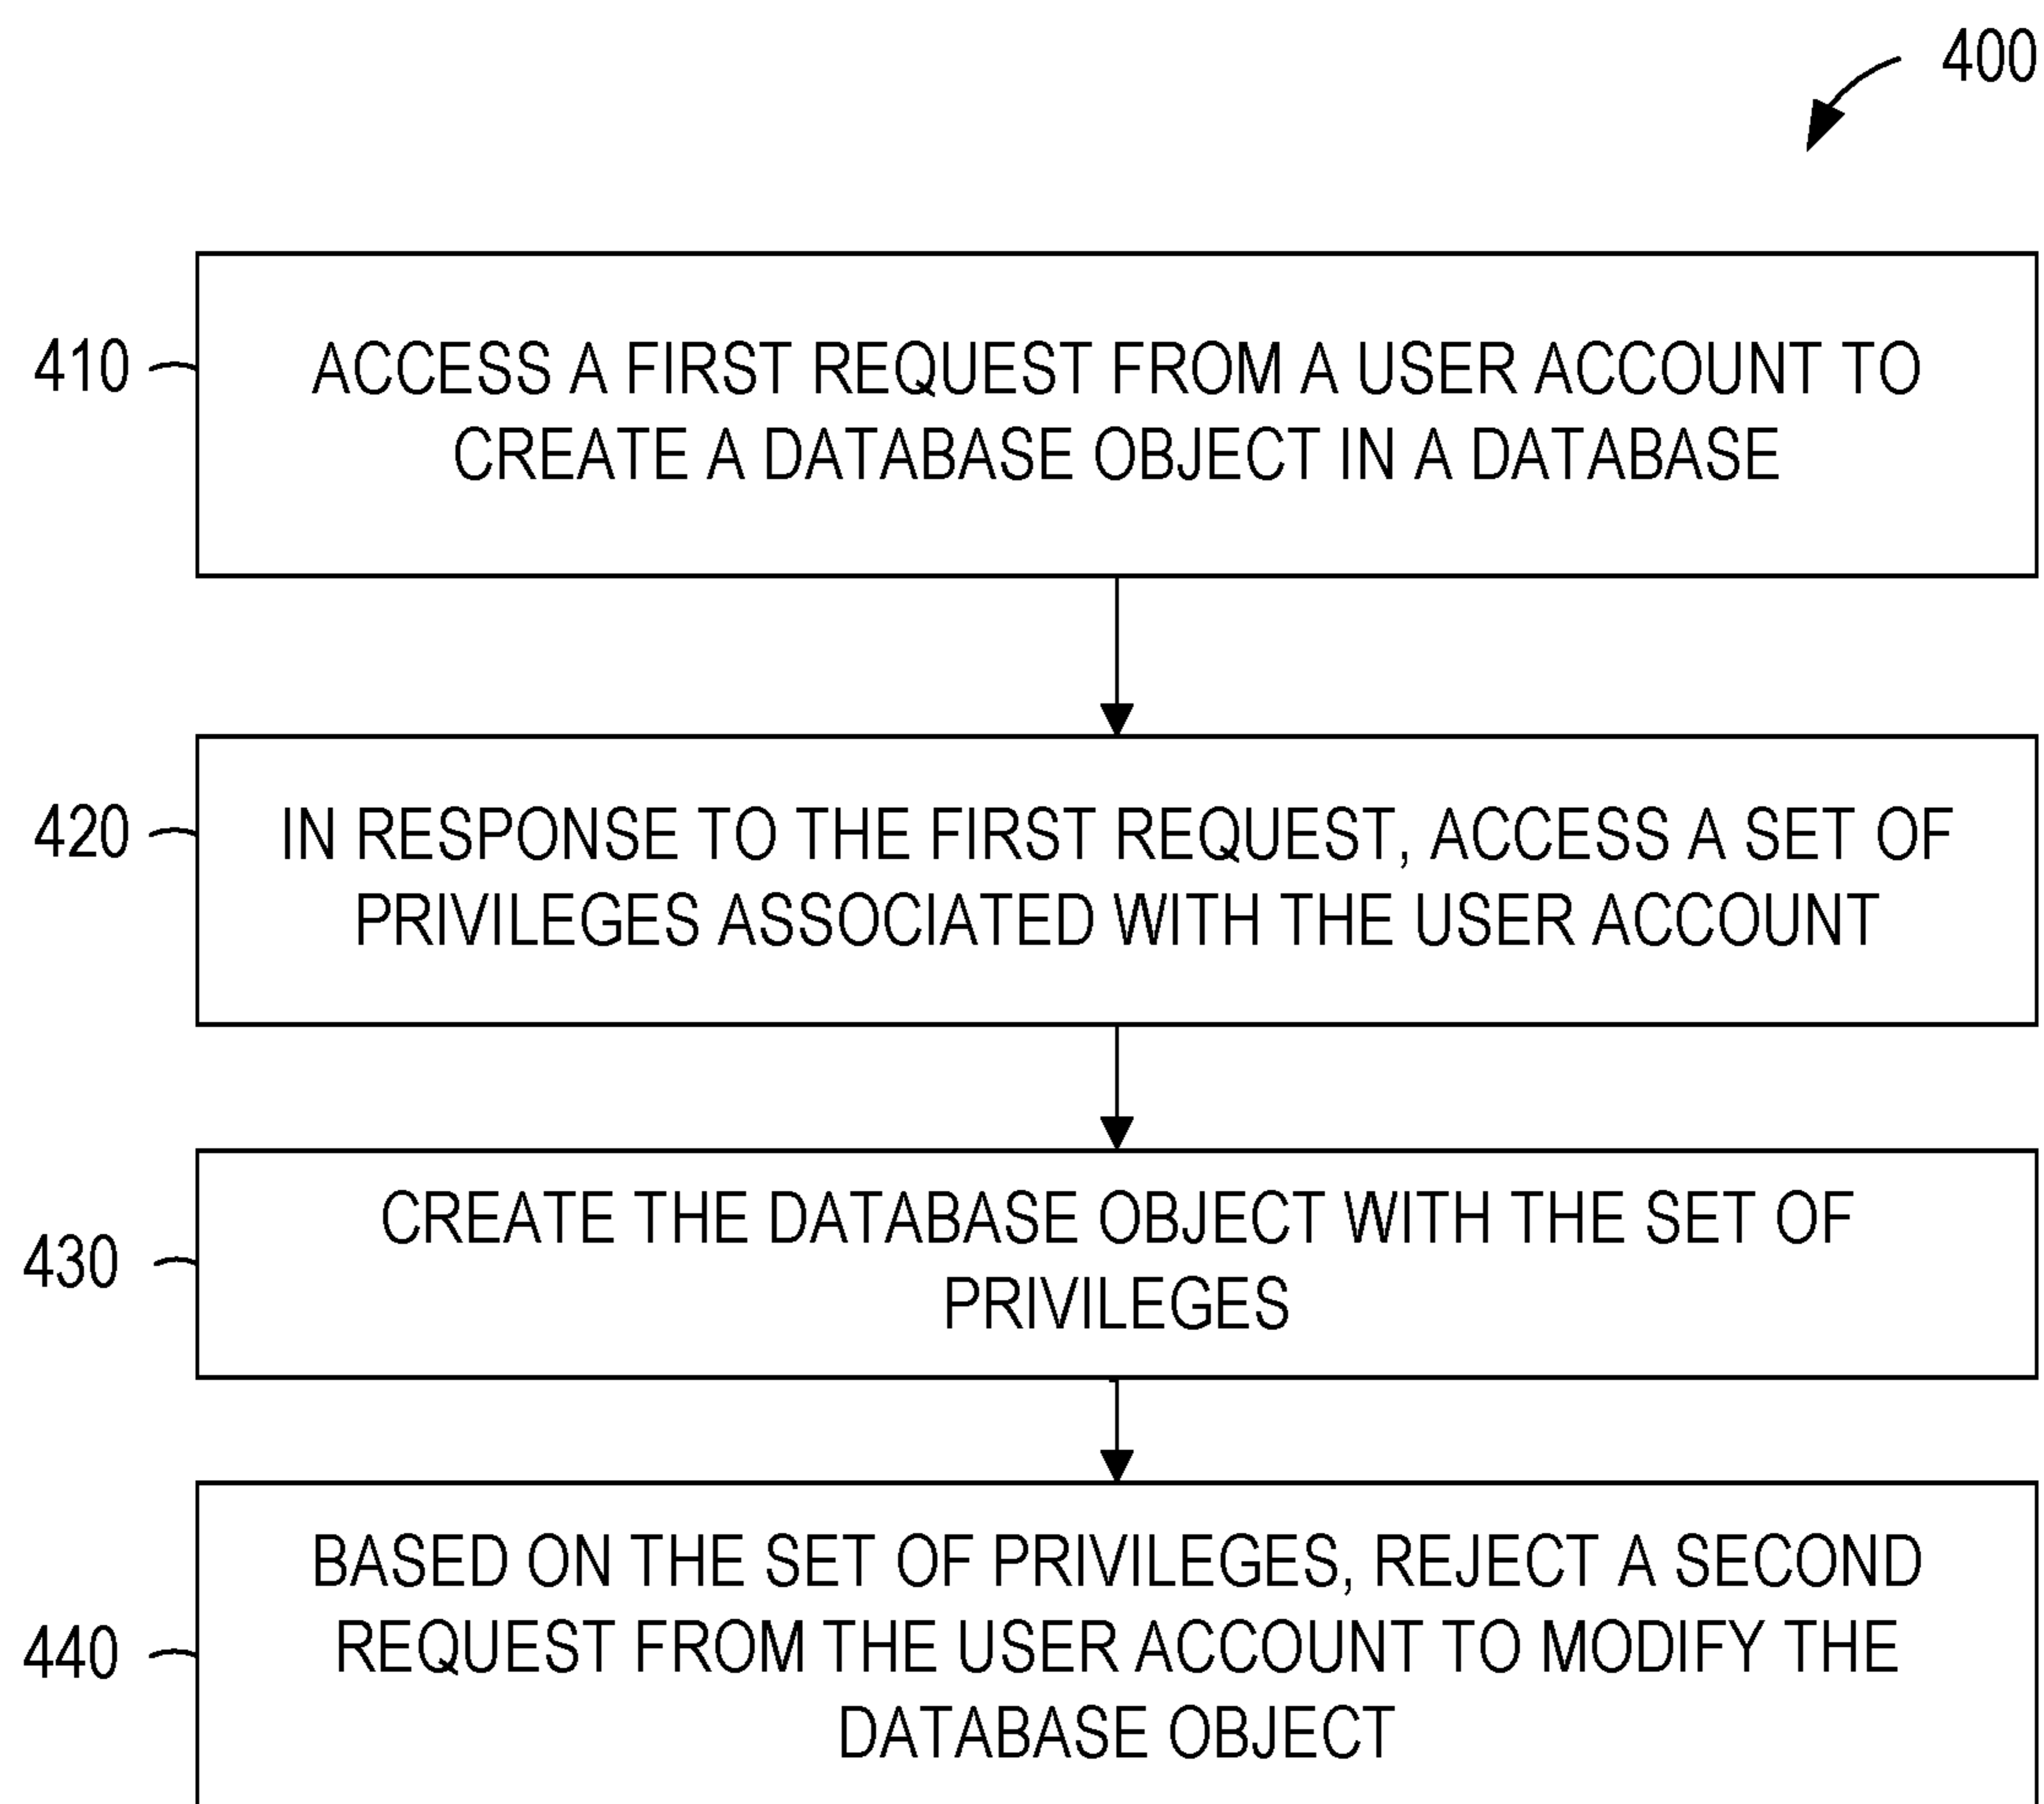 400
410
ACCESS A FIRST REQUEST FROM A USER ACCOUNT TO
CREATE A DATABASE OBJECT IN A DATABASE
420
IN RESPONSE TO THE FIRST REQUEST, ACCESS A SET OF
PRIVILEGES ASSOCIATED WITH THE USER ACCOUNT
430
CREATE THE DATABASE OBJECT WITH THE SET OF
PRIVILEGES
440
BASED ON THE SET OF PRIVILEGES, REJECT A SECOND
REQUEST FROM THE USER ACCOUNT TO MODIFY THE
DATABASE OBJECT